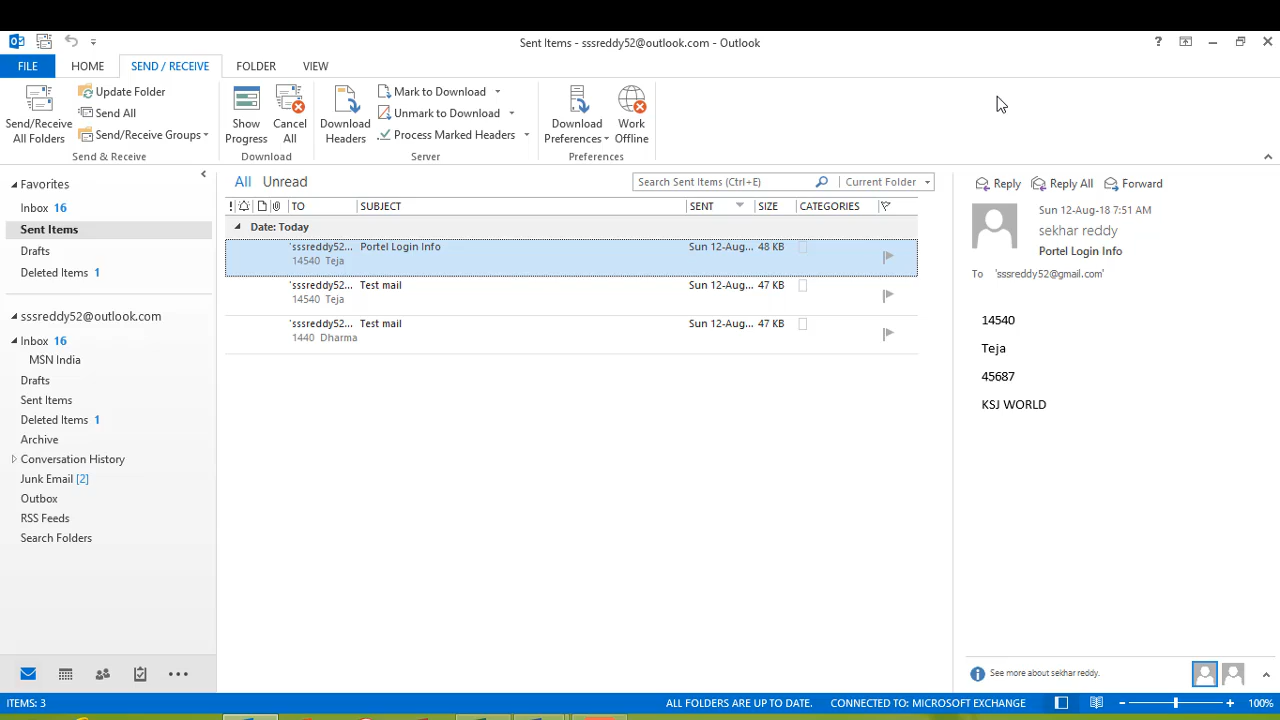 Sent Items - sssreddy52@outlook.com - Outlook
?
FILE HOME SEND / RECEIVE FOLDER VIEW
Send/Receive All Folders
Update Folder
Send All
Send/Receive Groups
Send & Receive
Show Progress
Cancel All
Download
Download Headers
Mark to Download
Unmark to Download
Process Marked Headers
Server
Download Preferences
Work Offline
Preferences
Favorites
Inbox 16
Sent Items
Drafts
Deleted Items 1
sssreddy52@outlook.com
Inbox 16
MSN India
Drafts
Sent Items
Deleted Items 1
Archive
Conversation History
Junk Email [2]
Outbox
RSS Feeds
Search Folders
All Unread
Search Sent Items (Ctrl+E)
Current Folder
! TO SUBJECT SENT SIZE CATEGORIES
Date: Today
'sssreddy52... Portel Login Info Sun 12-Aug... 48 KB
14540 Teja
'sssreddy52... Test mail Sun 12-Aug... 47 KB
14540 Teja
'sssreddy52... Test mail Sun 12-Aug... 47 KB
1440 Dharma
Reply Reply All Forward
Sun 12-Aug-18 7:51 AM
sekhar reddy
Portel Login Info
To 'sssreddy52@gmail.com'
14540
Teja
45687
KSJ WORLD
See more about sekhar reddy.
ITEMS: 3
ALL FOLDERS ARE UP TO DATE. CONNECTED TO: MICROSOFT EXCHANGE
100%